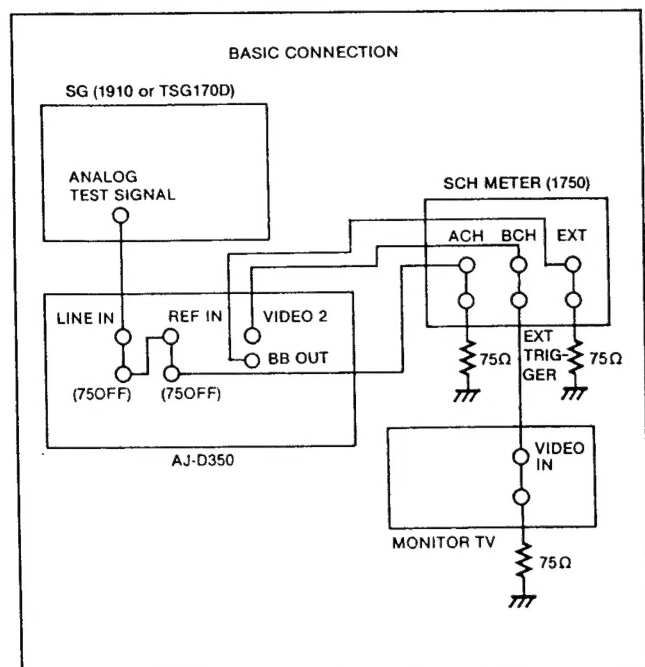 BASIC CONNECTION
SG (1910 or TSG170D)
ANALOG
TEST SIGNAL
SCH METER (1750)
ACH BCH EXT
LINE IN REF IN VIDEO 2
BB OUT
(75OFF) (75OFF)
AJ-D350
75Ω
EXT
TRIG-
GER
75Ω
VIDEO
IN
MONITOR TV
75Ω